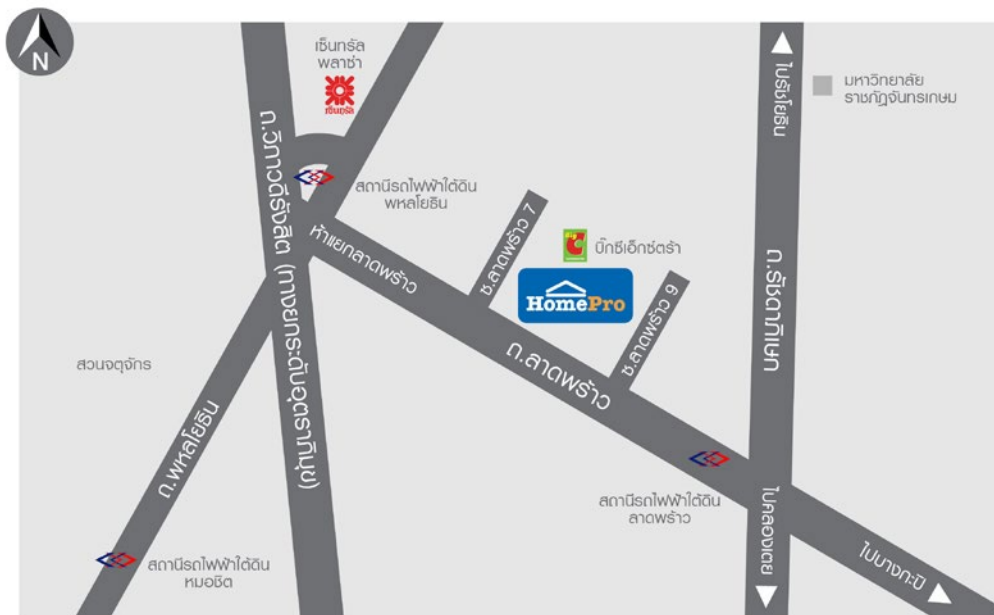 N
เซ็นทรัล
พลาซ่า
เซ็นทรัล
ไปรัชโยธิน
มหาวิทยาลัย
ราชภัฏจันทรเกษม
ถ.วิภาวดีรังสิต (ทางยกระดับอุตราภิมุข)
สถานีรถไฟฟ้าใต้ดิน
พหลโยธิน
ห้าแยกลาดพร้าว
ซ.ลาดพร้าว 7
บิ๊กซีเอ็กซ์ตร้า
HomePro
ซ.ลาดพร้าว 9
ถ.รัชดาภิเษก
ถ.ลาดพร้าว
สวนจตุจักร
ถ.พหลโยธิน
สถานีรถไฟฟ้าใต้ดิน
ลาดพร้าว
ไปคลองเตย
ไปบางกะปิ
สถานีรถไฟฟ้าใต้ดิน
หมอชิต